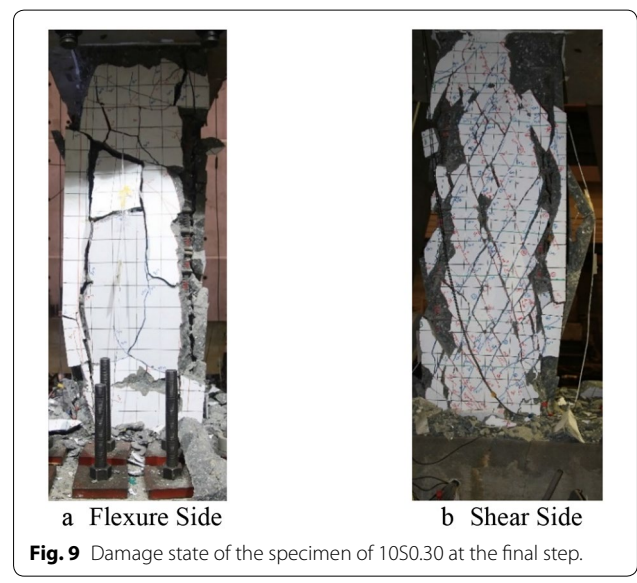 a Flexure Side
b Shear Side
Fig. 9 Damage state of the specimen of 10S0.30 at the final step.